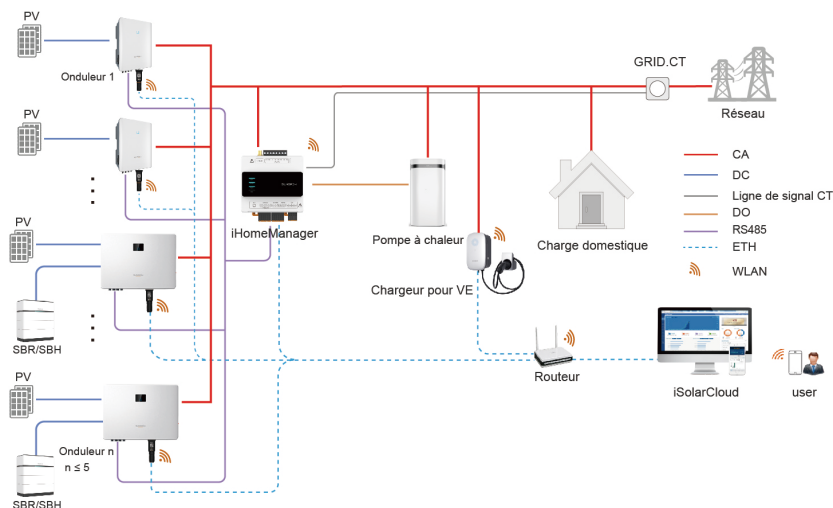 PV
Onduleur 1
PV
PV
SBR/SBH
PV
Onduleur n
n ≤ 5
SBR/SBH
iHomeManager
Pompe à chaleur
Chargeur pour VE
Charge domestique
GRID.CT
Réseau
CA
DC
Ligne de signal CT
DO
RS485
ETH
WLAN
Routeur
iSolarCloud
user